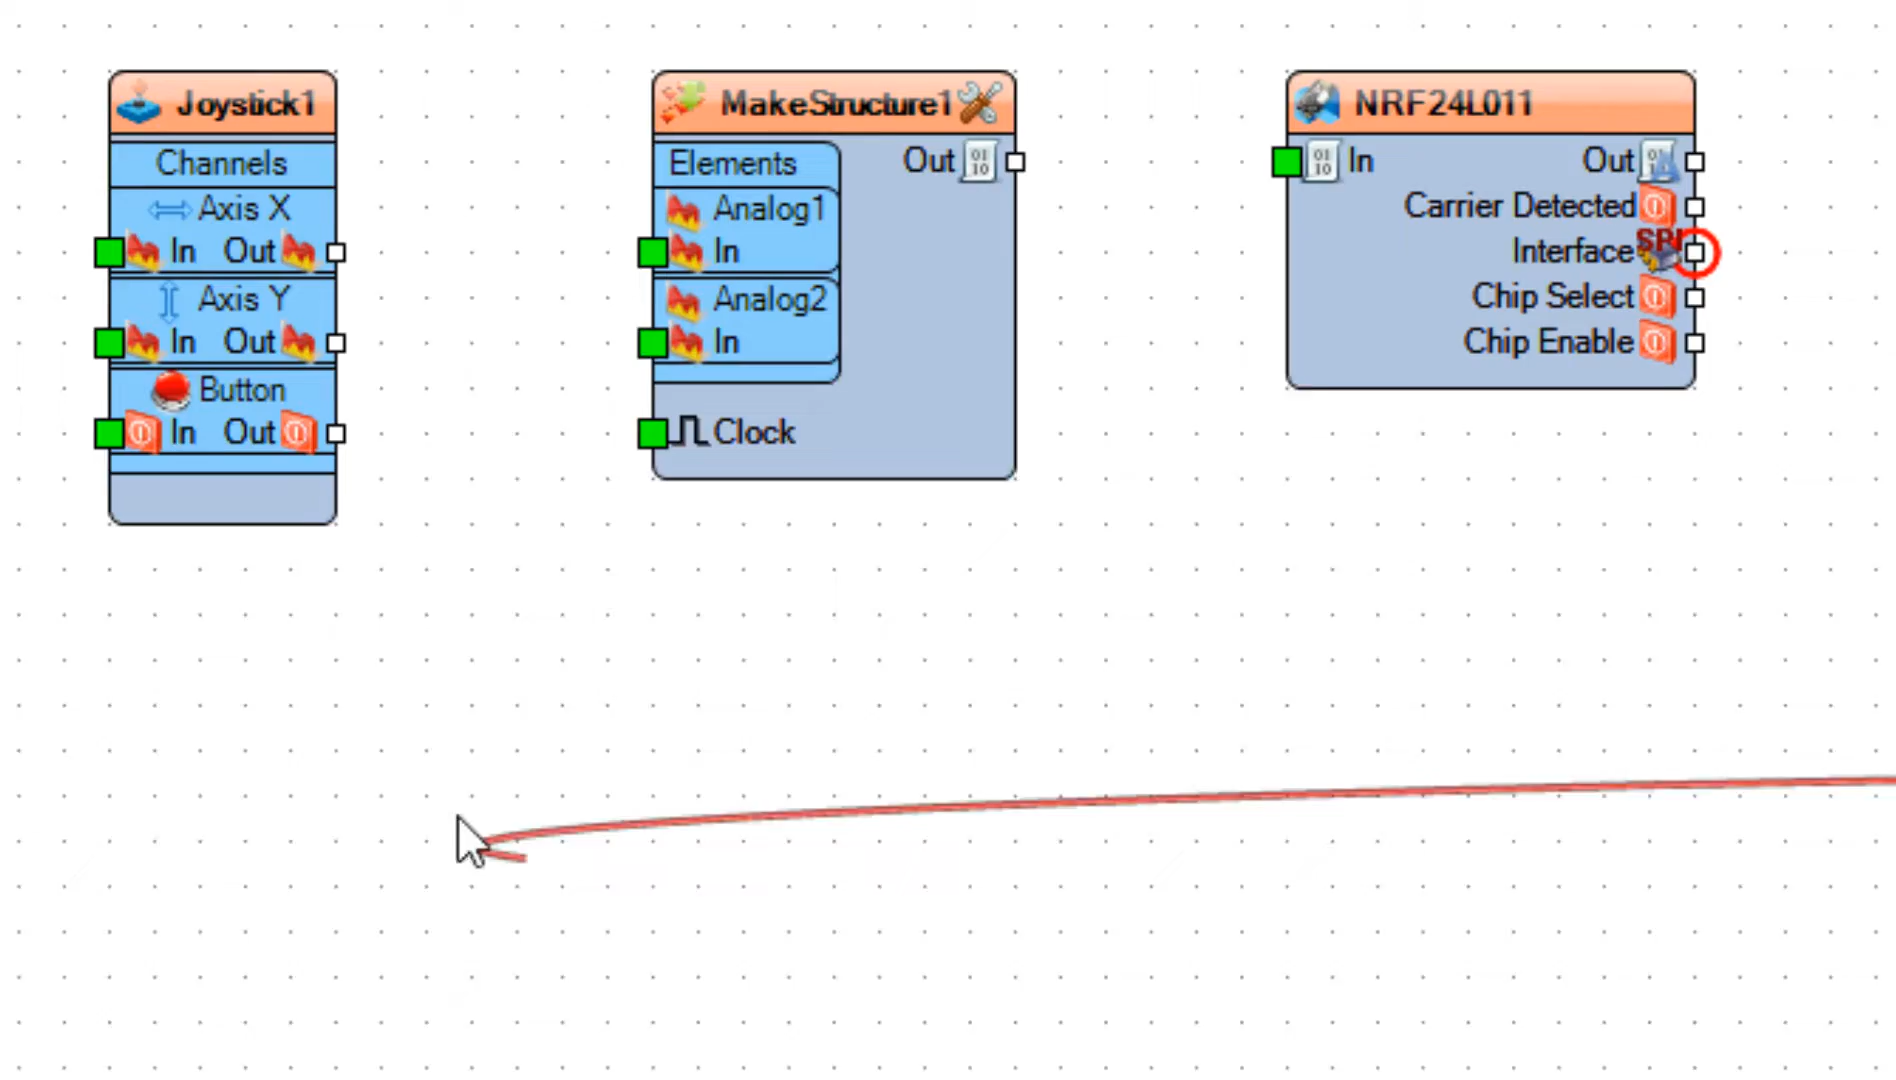 Joystick1
Channels
Axis X
In Out
Axis Y
In Out
Button
In Out
MakeStructure1
Elements
Out
Analog1
In
Analog2
In
Clock
NRF24L011
In Out
Carrier Detected
Interface SPI
Chip Select
Chip Enable